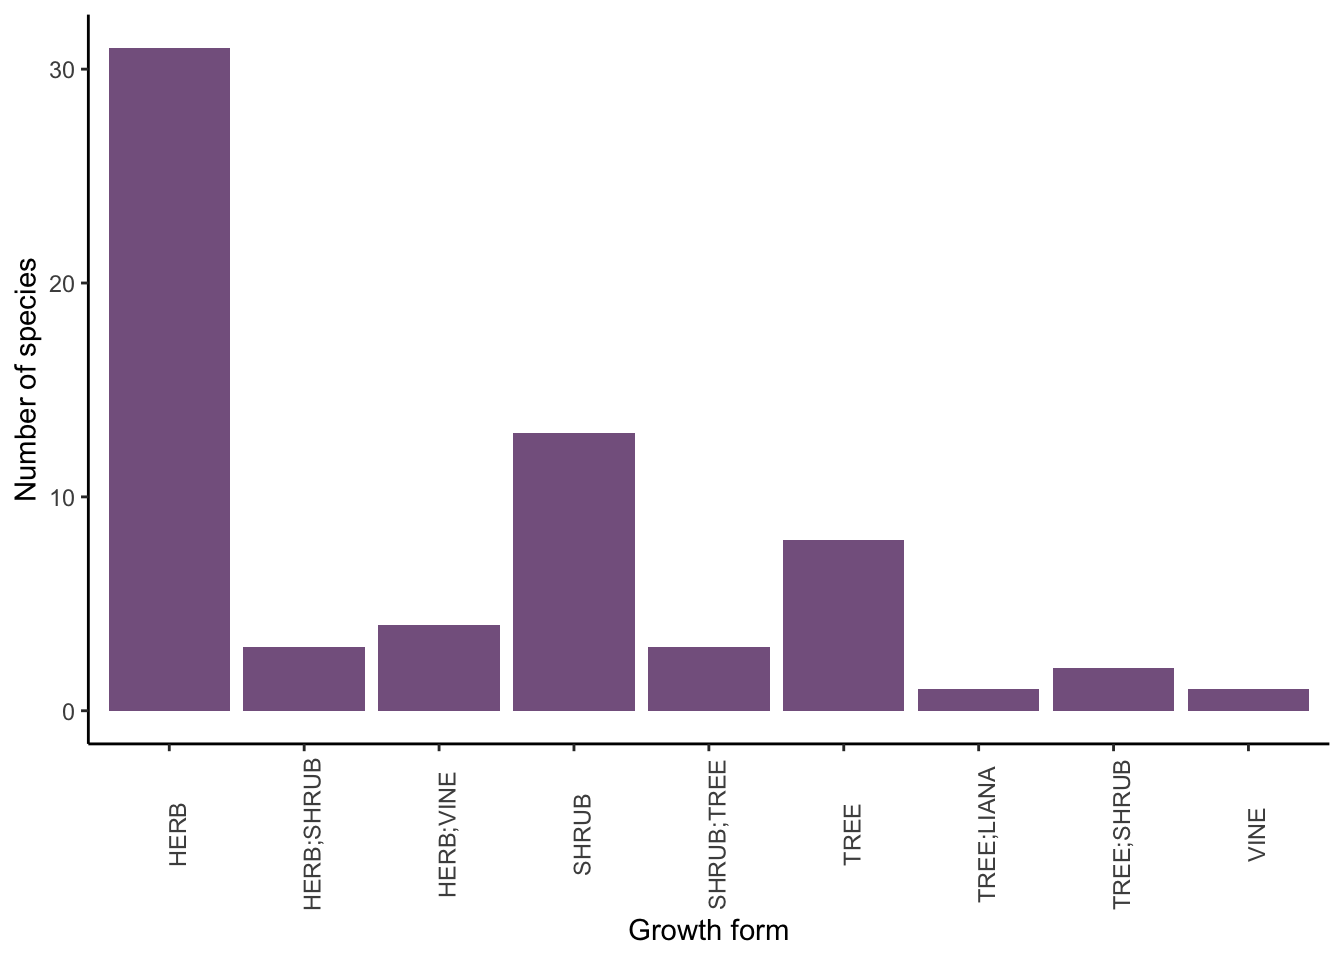 Number of species
30
20
10
0
HERB
HERB;SHRUB
HERB;VINE
SHRUB
SHRUB;TREE
TREE
TREE;LIANA
TREE;SHRUB
VINE
Growth form